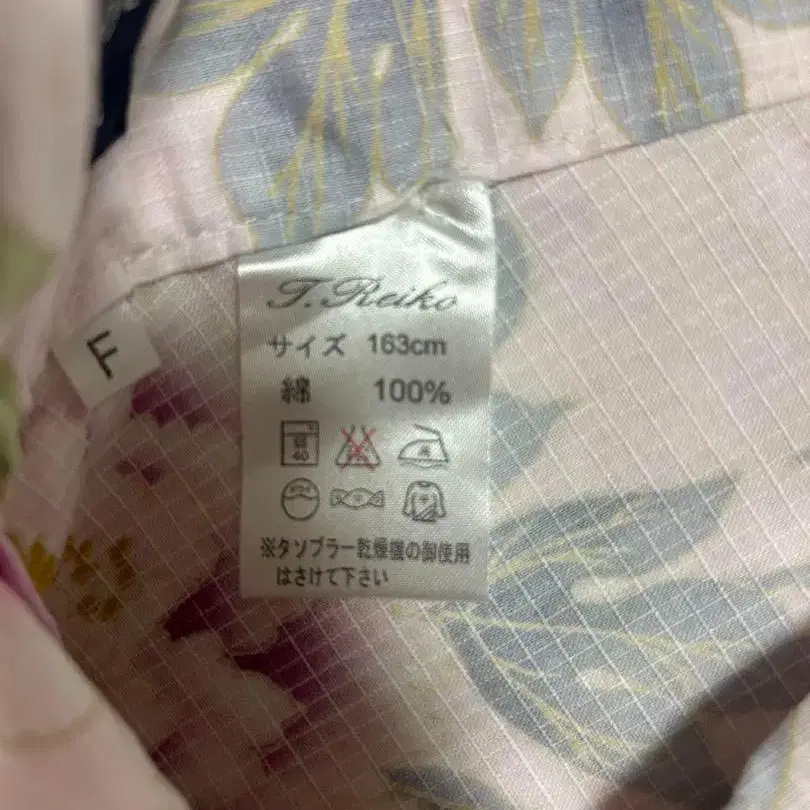 T.Reiko
サイズ 163cm
綿 100%
40
※タンブラー乾燥機の御使用
はさけて下さい
F